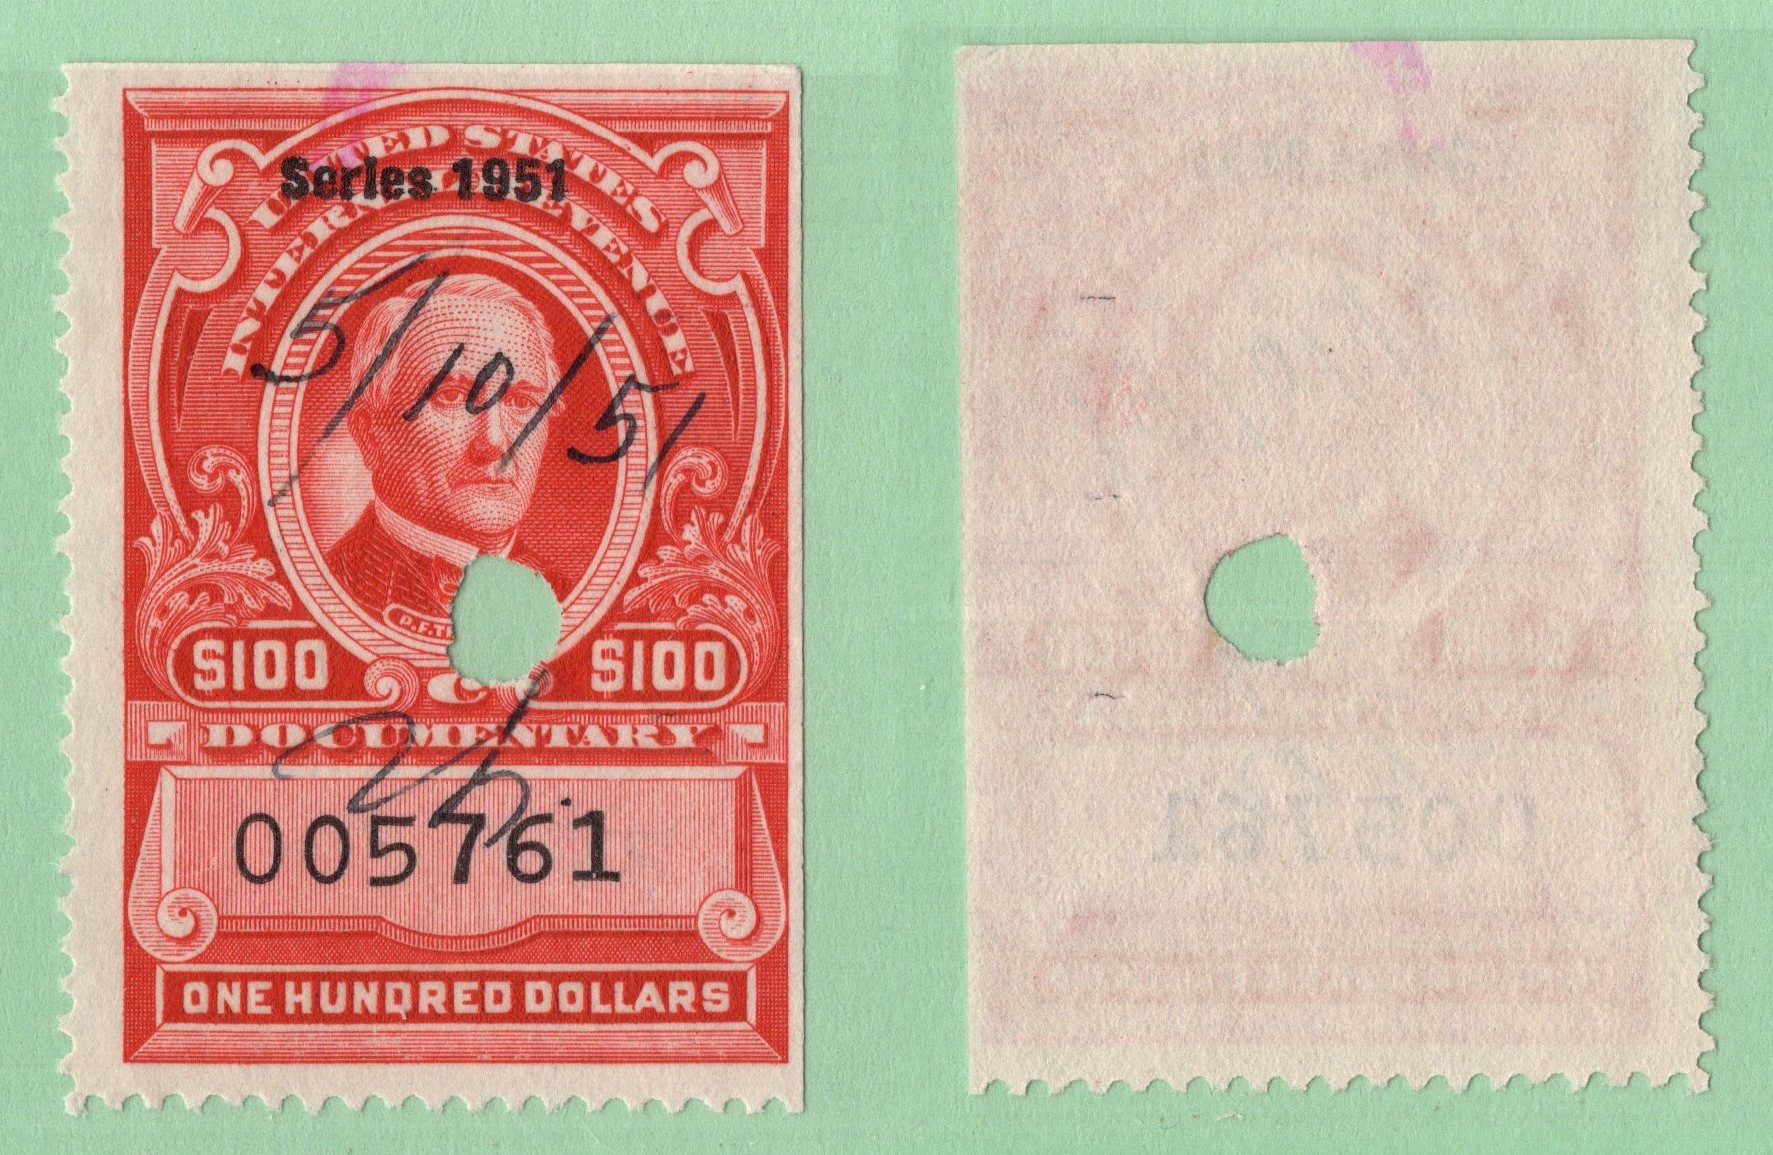 UNITED STATES
Series 1951
INTERNAL REVENUE
5/10/51
$100 $100
C
DOCUMENTARY
005761
ONE HUNDRED DOLLARS